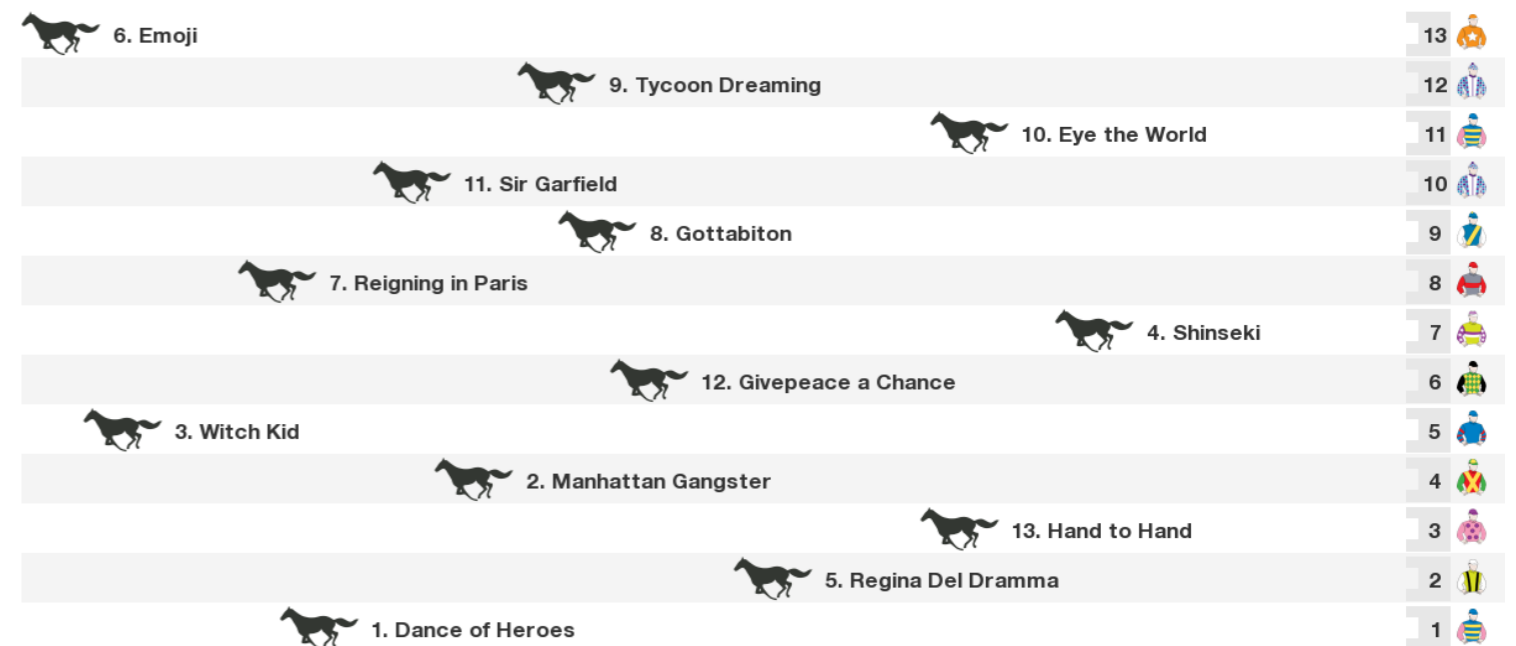 6. Emoji 13
9. Tycoon Dreaming 12
10. Eye the World 11
11. Sir Garfield 10
8. Gottabiton 9
7. Reigning in Paris 8
4. Shinseki 7
12. Givepeace a Chance 6
3. Witch Kid 5
2. Manhattan Gangster 4
13. Hand to Hand 3
5. Regina Del Dramma 2
1. Dance of Heroes 1